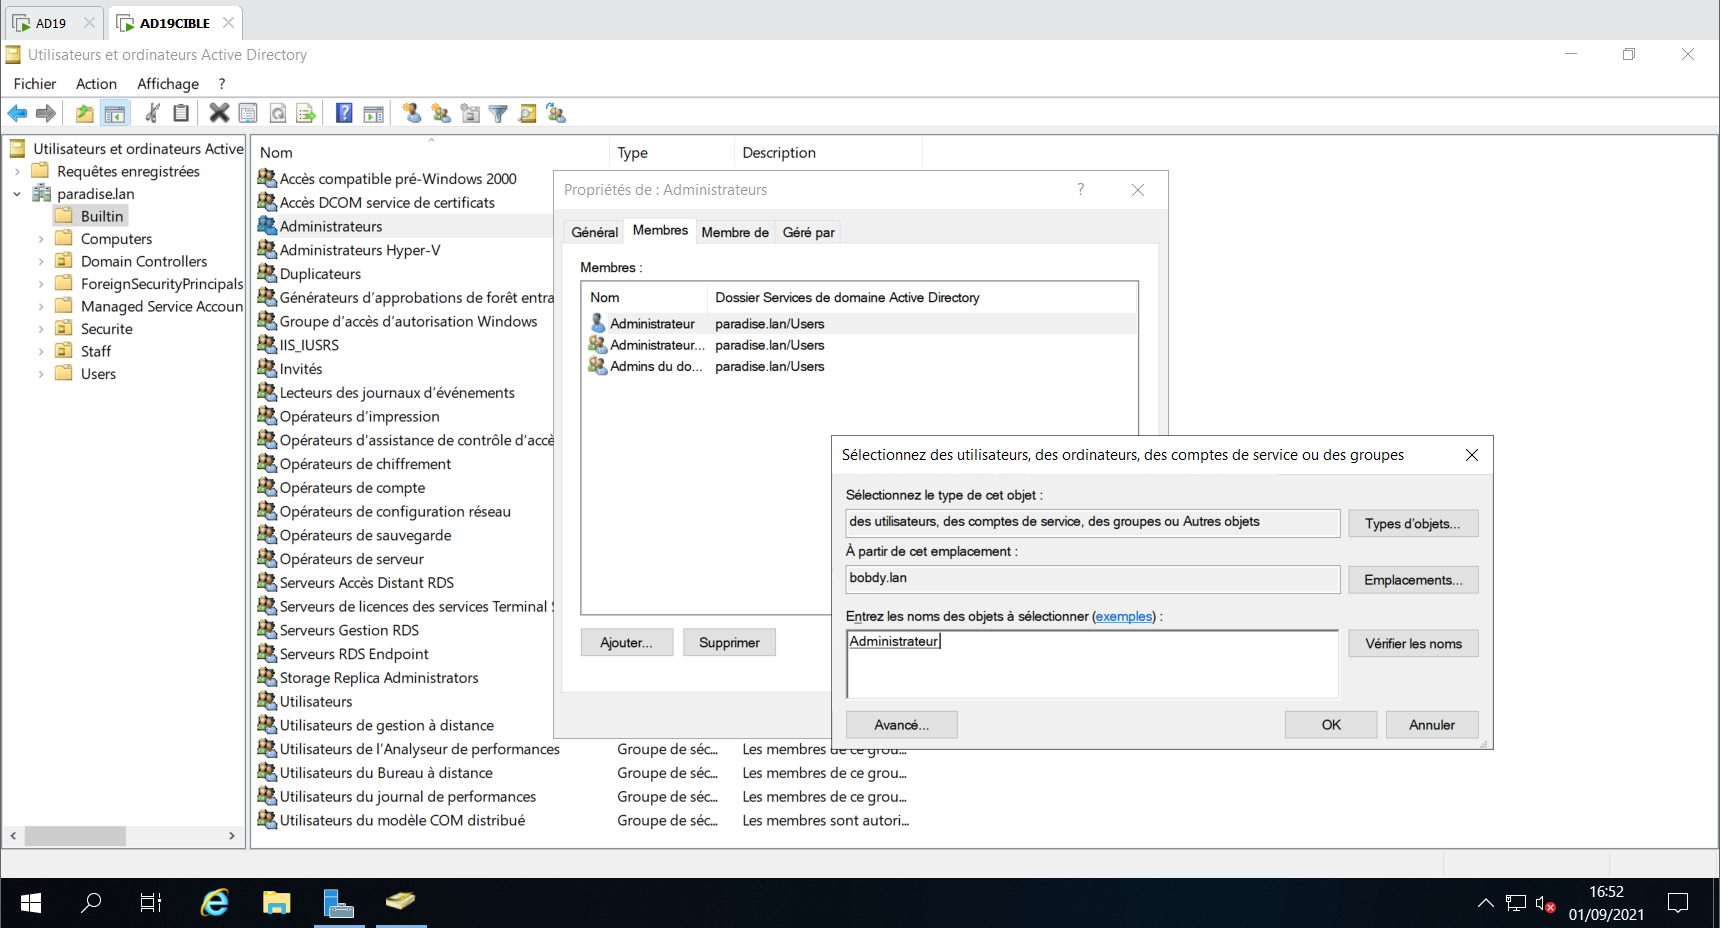 AD19
AD19CIBLE
Utilisateurs et ordinateurs Active Directory
Fichier
Action
Affichage
?
Utilisateurs et ordinateurs Active
Requêtes enregistrées
paradise.lan
Builtin
Computers
Domain Controllers
ForeignSecurityPrincipals
Managed Service Accoun
Securite
Staff
Users
Nom
Type
Description
Accès compatible pré-Windows 2000
Accès DCOM service de certificats
Administrateurs
Administrateurs Hyper-V
Duplicateurs
Générateurs d’approbations de forêt entra
Groupe d’accès d’autorisation Windows
IIS_IUSRS
Invités
Lecteurs des journaux d’événements
Opérateurs d’impression
Opérateurs d'assistance de contrôle d'accè
Opérateurs de chiffrement
Opérateurs de compte
Opérateurs de configuration réseau
Opérateurs de sauvegarde
Opérateurs de serveur
Serveurs Accès Distant RDS
Serveurs de licences des services Terminal S
Serveurs Gestion RDS
Serveurs RDS Endpoint
Storage Replica Administrators
Utilisateurs
Utilisateurs de gestion à distance
Utilisateurs de l’Analyseur de performances Groupe de séc... Les membres de ce grou...
Utilisateurs du Bureau à distance Groupe de séc... Les membres de ce grou...
Utilisateurs du journal de performances Groupe de séc... Les membres de ce grou...
Utilisateurs du modèle COM distribué Groupe de séc... Les membres sont autori...
Propriétés de : Administrateurs
?
Général
Membres
Membre de
Géré par
Membres :
Nom
Dossier Services de domaine Active Directory
Administrateur paradise.lan/Users
Administrateur... paradise.lan/Users
Admins du do... paradise.lan/Users
Ajouter...
Supprimer
Sélectionnez des utilisateurs, des ordinateurs, des comptes de service ou des groupes
Sélectionnez le type de cet objet :
des utilisateurs, des comptes de service, des groupes ou Autres objets
Types d’objets...
À partir de cet emplacement :
bobdy.lan
Emplacements...
Entrez les noms des objets à sélectionner (exemples) :
Administrateur
Vérifier les noms
Avancé...
OK
Annuler
16:52
01/09/2021